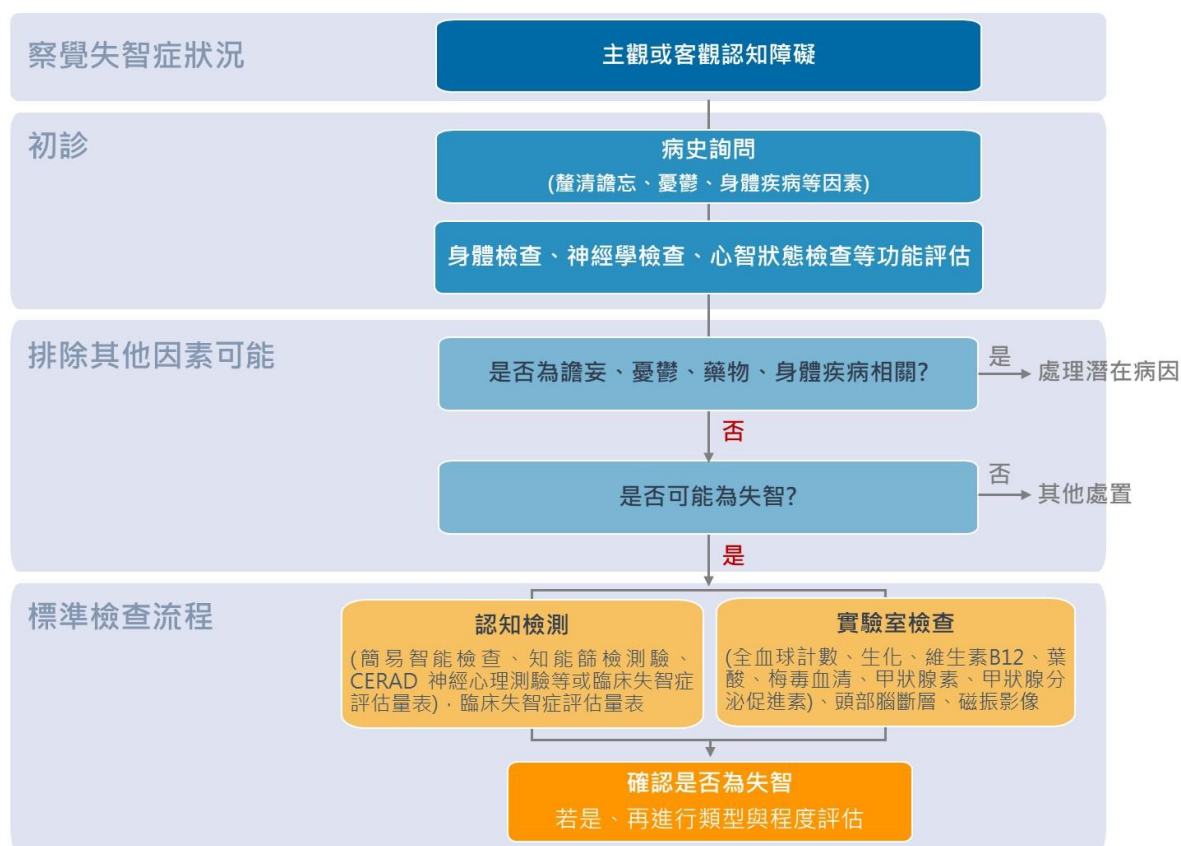 察覺失智症狀況
主觀或客觀認知障礙
初診
病史詢問
(釐清譫忘、憂鬱、身體疾病等因素)
身體檢查、神經學檢查、心智狀態檢查等功能評估
排除其他因素可能
是否為譫妄、憂鬱、藥物、身體疾病相關?
是
處理潛在病因
否
是否可能為失智?
否
其他處置
是
標準檢查流程
認知檢測
(簡易智能檢查、知能篩檢測驗、
CERAD 神經心理測驗等或臨床失智症
評估量表)，臨床失智症評估量表
實驗室檢查
(全血球計數、生化、維生素B12、葉
酸、梅毒血清、甲狀腺素、甲狀腺分
泌促進素)、頭部腦斷層、磁振影像
確認是否為失智
若是、再進行類型與程度評估